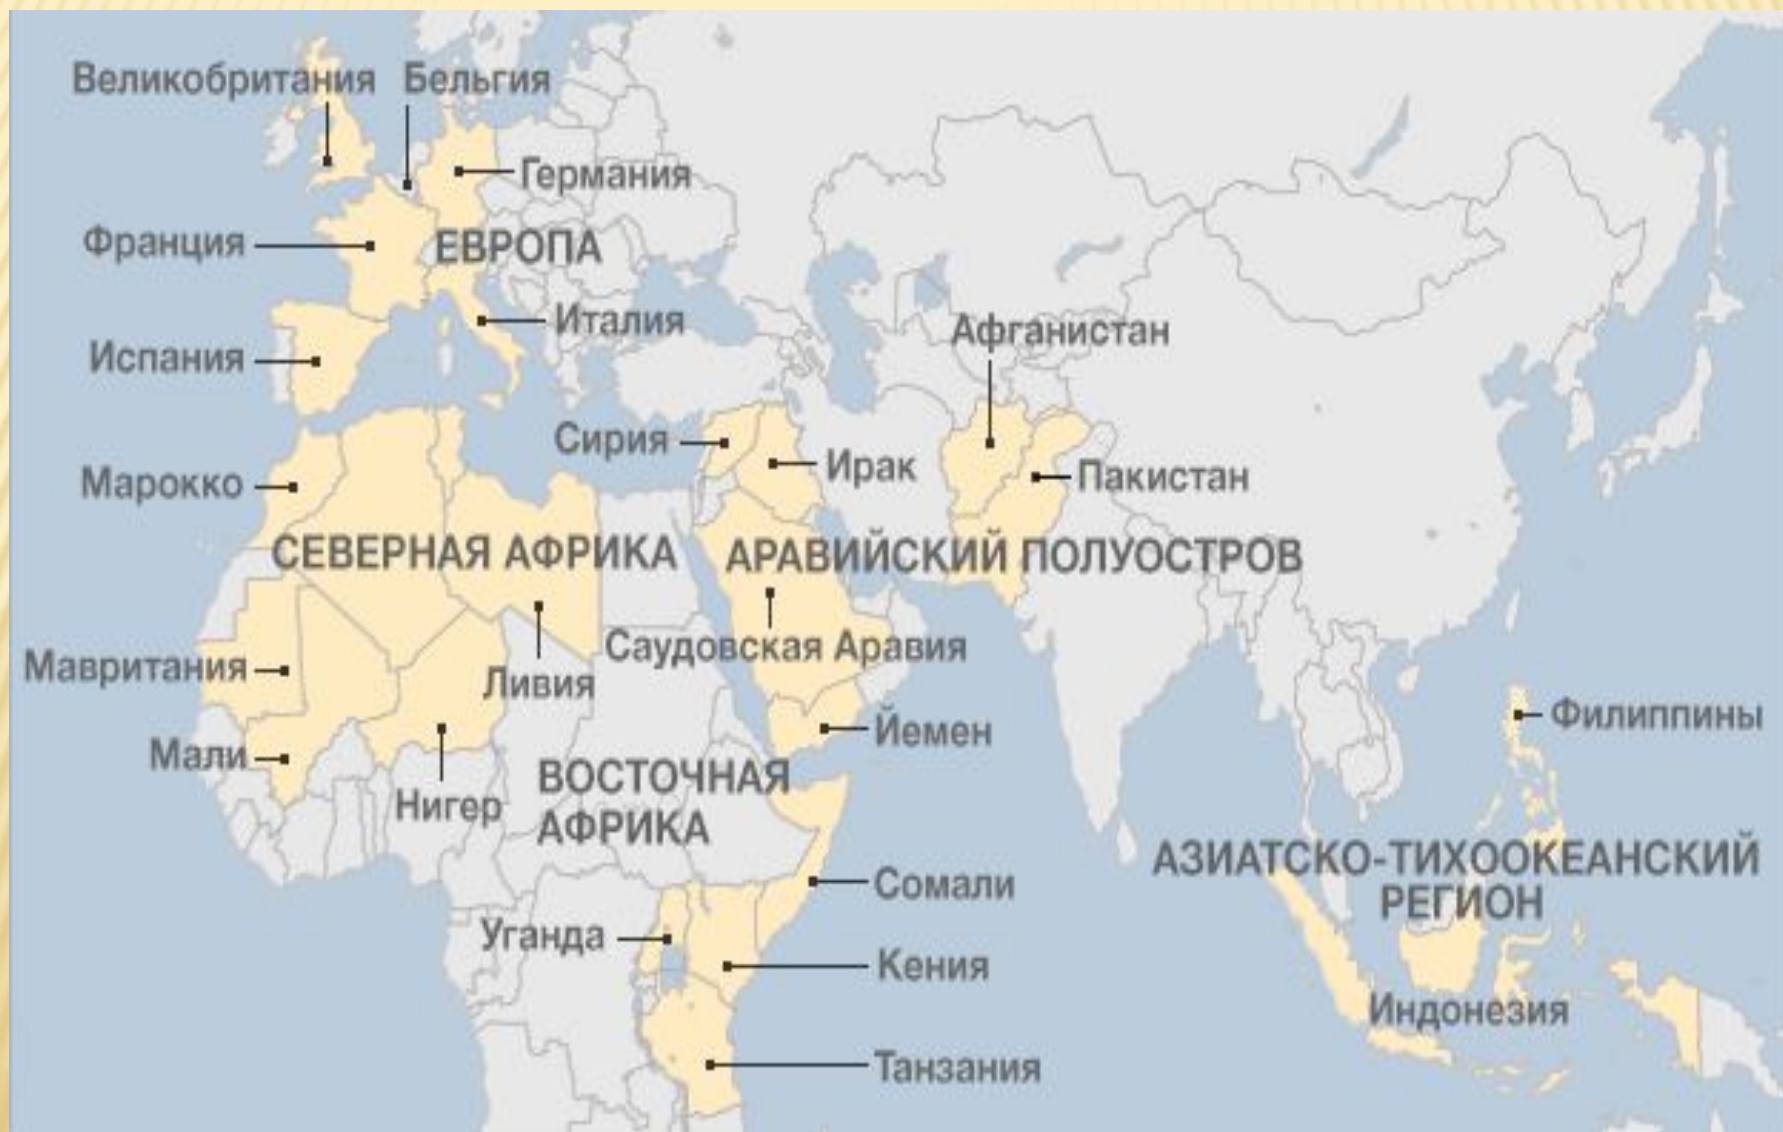 Великобритания Бельгия
Германия
Франция
ЕВРОПА
Италия
Афганистан
Испания
Сирия
Ирак
Пакистан
Марокко
СЕВЕРНАЯ АФРИКА
АРАВИЙСКИЙ ПОЛУОСТРОВ
Саудовская Аравия
Мавритания
Ливия
Филиппины
Йемен
Мали
Нигер
ВОСТОЧНАЯ
АФРИКА
АЗИАТСКО-ТИХООКЕАНСКИЙ
РЕГИОН
Сомали
Уганда
Кения
Индонезия
Танзания